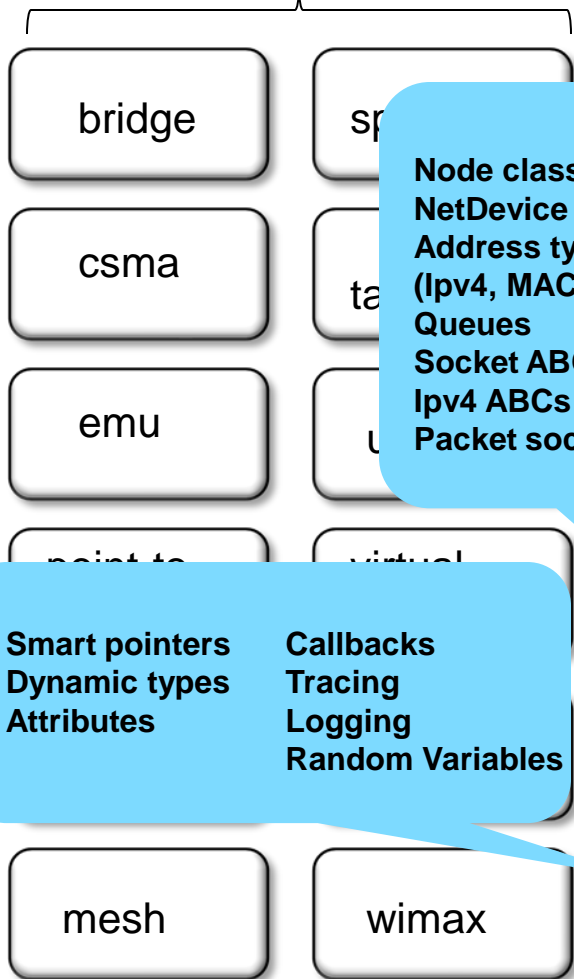 bridge
csma
emu
Node class
NetDevice
Address ty
(Ipv4, MAC
Queues
Socket ABC
Ipv4 ABCs
Packet soc
Smart pointers
Dynamic types
Attributes
Callbacks
Tracing
Logging
Random Variables
mesh
wimax